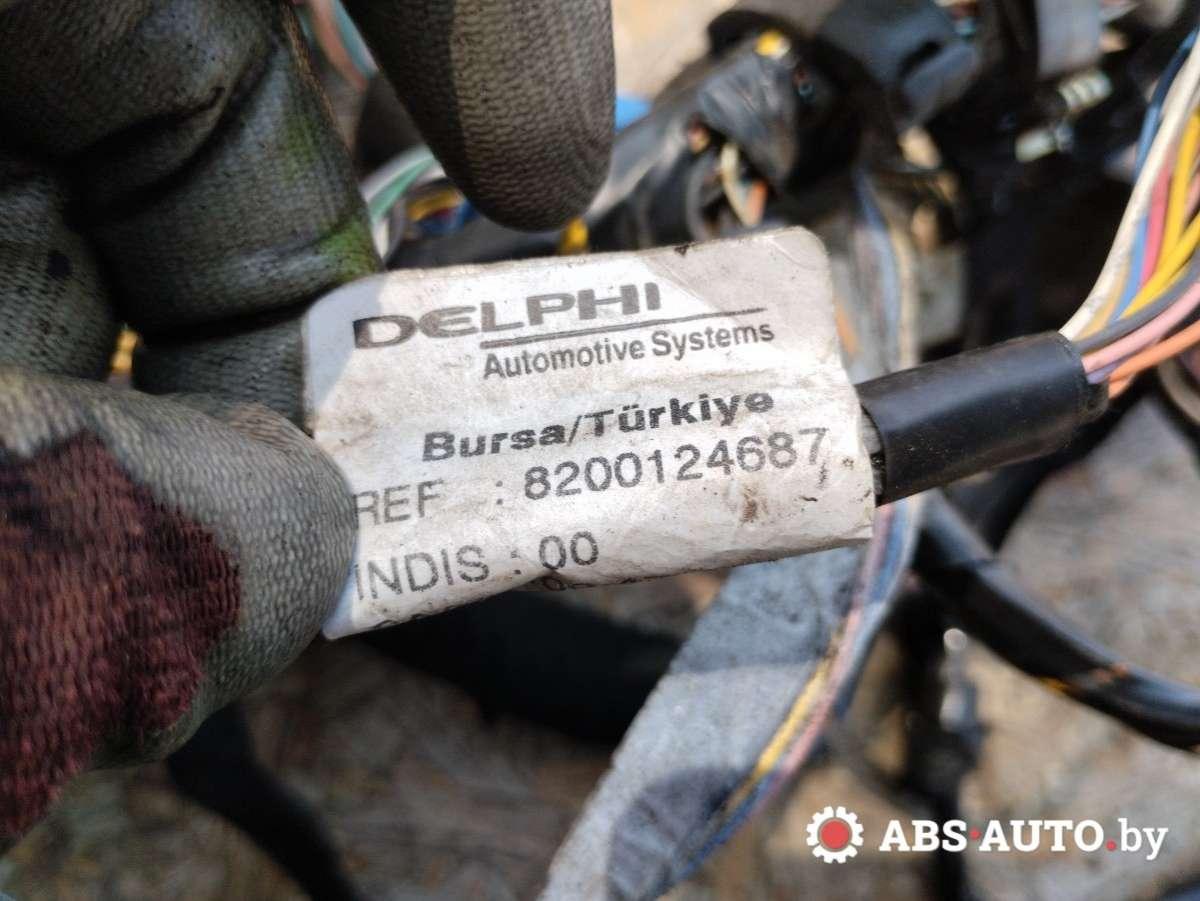 DELPHI
Automotive Systems
Bursa/Türkiye
REF : 8200124687
INDIS : 00
ABS-AUTO.by